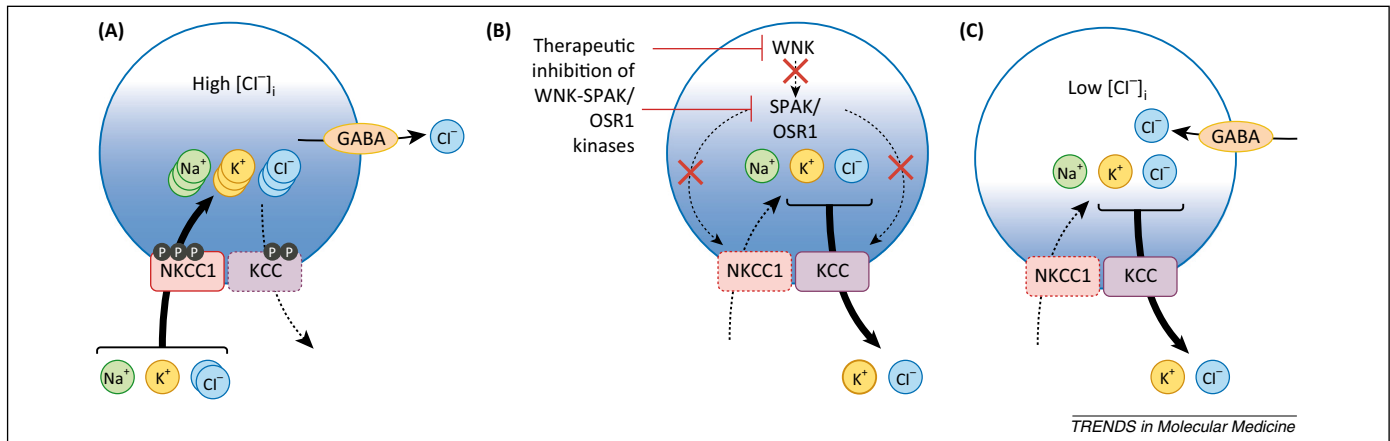 (A)
High [Cl⁻]ᵢ
GABA
Cl⁻
Na⁺
K⁺
Cl⁻
P P P
P P
NKCC1
KCC
Na⁺
K⁺
Cl⁻
(B)
Therapeutic
inhibition of
WNK-SPAK/
OSR1
kinases
WNK
SPAK/
OSR1
Na⁺
K⁺
Cl⁻
NKCC1
KCC
K⁺
Cl⁻
(C)
Low [Cl⁻]ᵢ
Cl⁻
GABA
Na⁺
K⁺
Cl⁻
NKCC1
KCC
K⁺
Cl⁻
TRENDS in Molecular Medicine